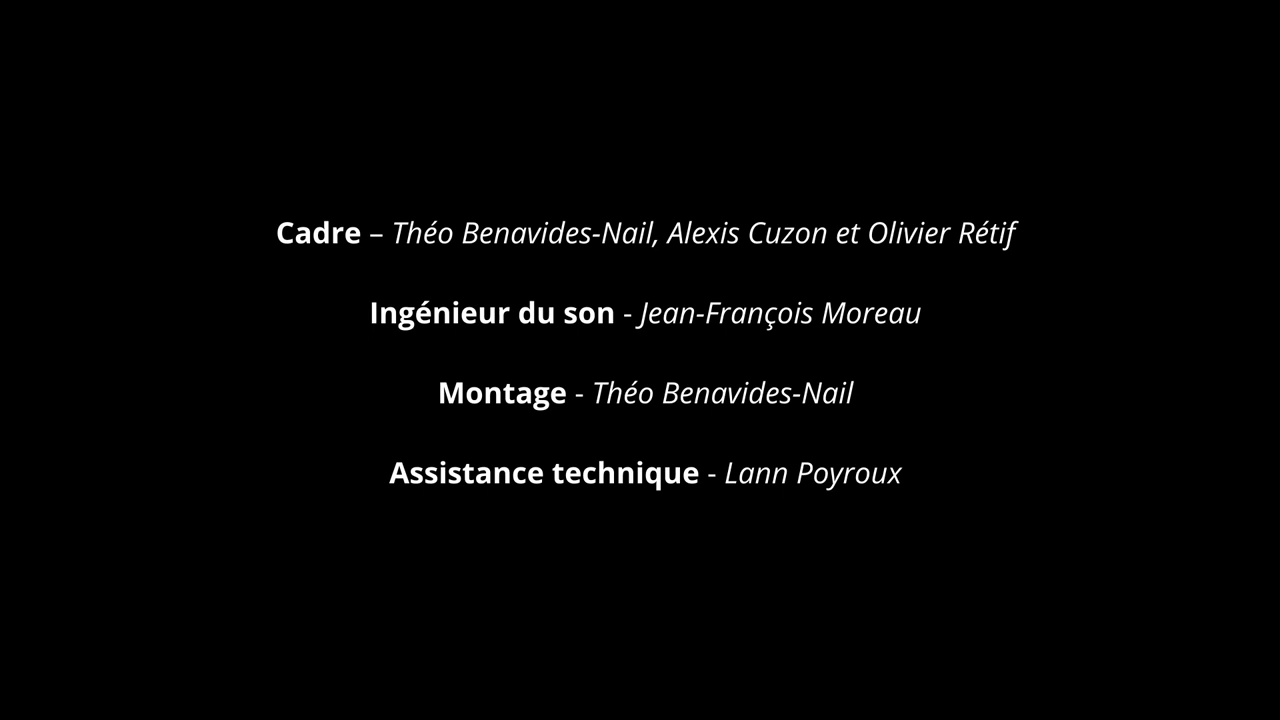 Cadre – Théo Benavides-Nail, Alexis Cuzon et Olivier Rétif
Ingénieur du son - Jean-François Moreau
Montage - Théo Benavides-Nail
Assistance technique - Lann Poyroux